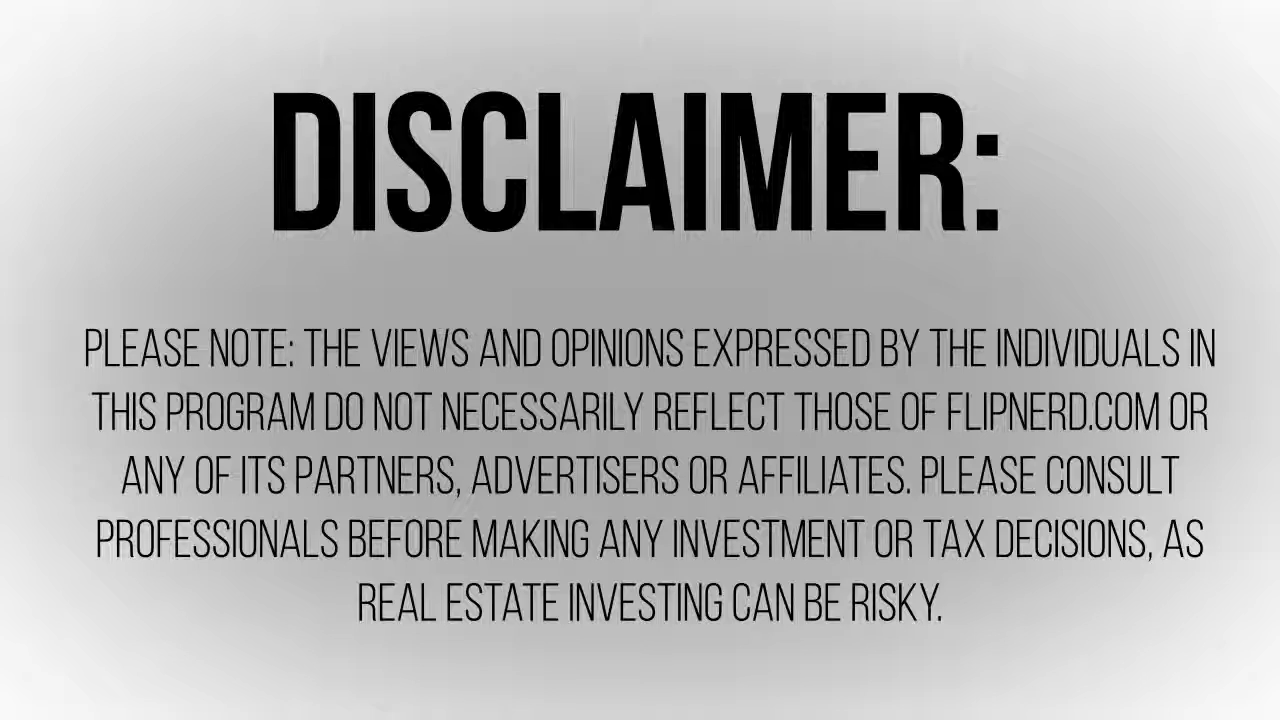 DISCLAIMER:
PLEASE NOTE: THE VIEWS AND OPINIONS EXPRESSED BY THE INDIVIDUALS IN
THIS PROGRAM DO NOT NECESSARILY REFLECT THOSE OF FLIPNERD.COM OR
ANY OF ITS PARTNERS, ADVERTISERS OR AFFILIATES. PLEASE CONSULT
PROFESSIONALS BEFORE MAKING ANY INVESTMENT OR TAX DECISIONS, AS
REAL ESTATE INVESTING CAN BE RISKY.